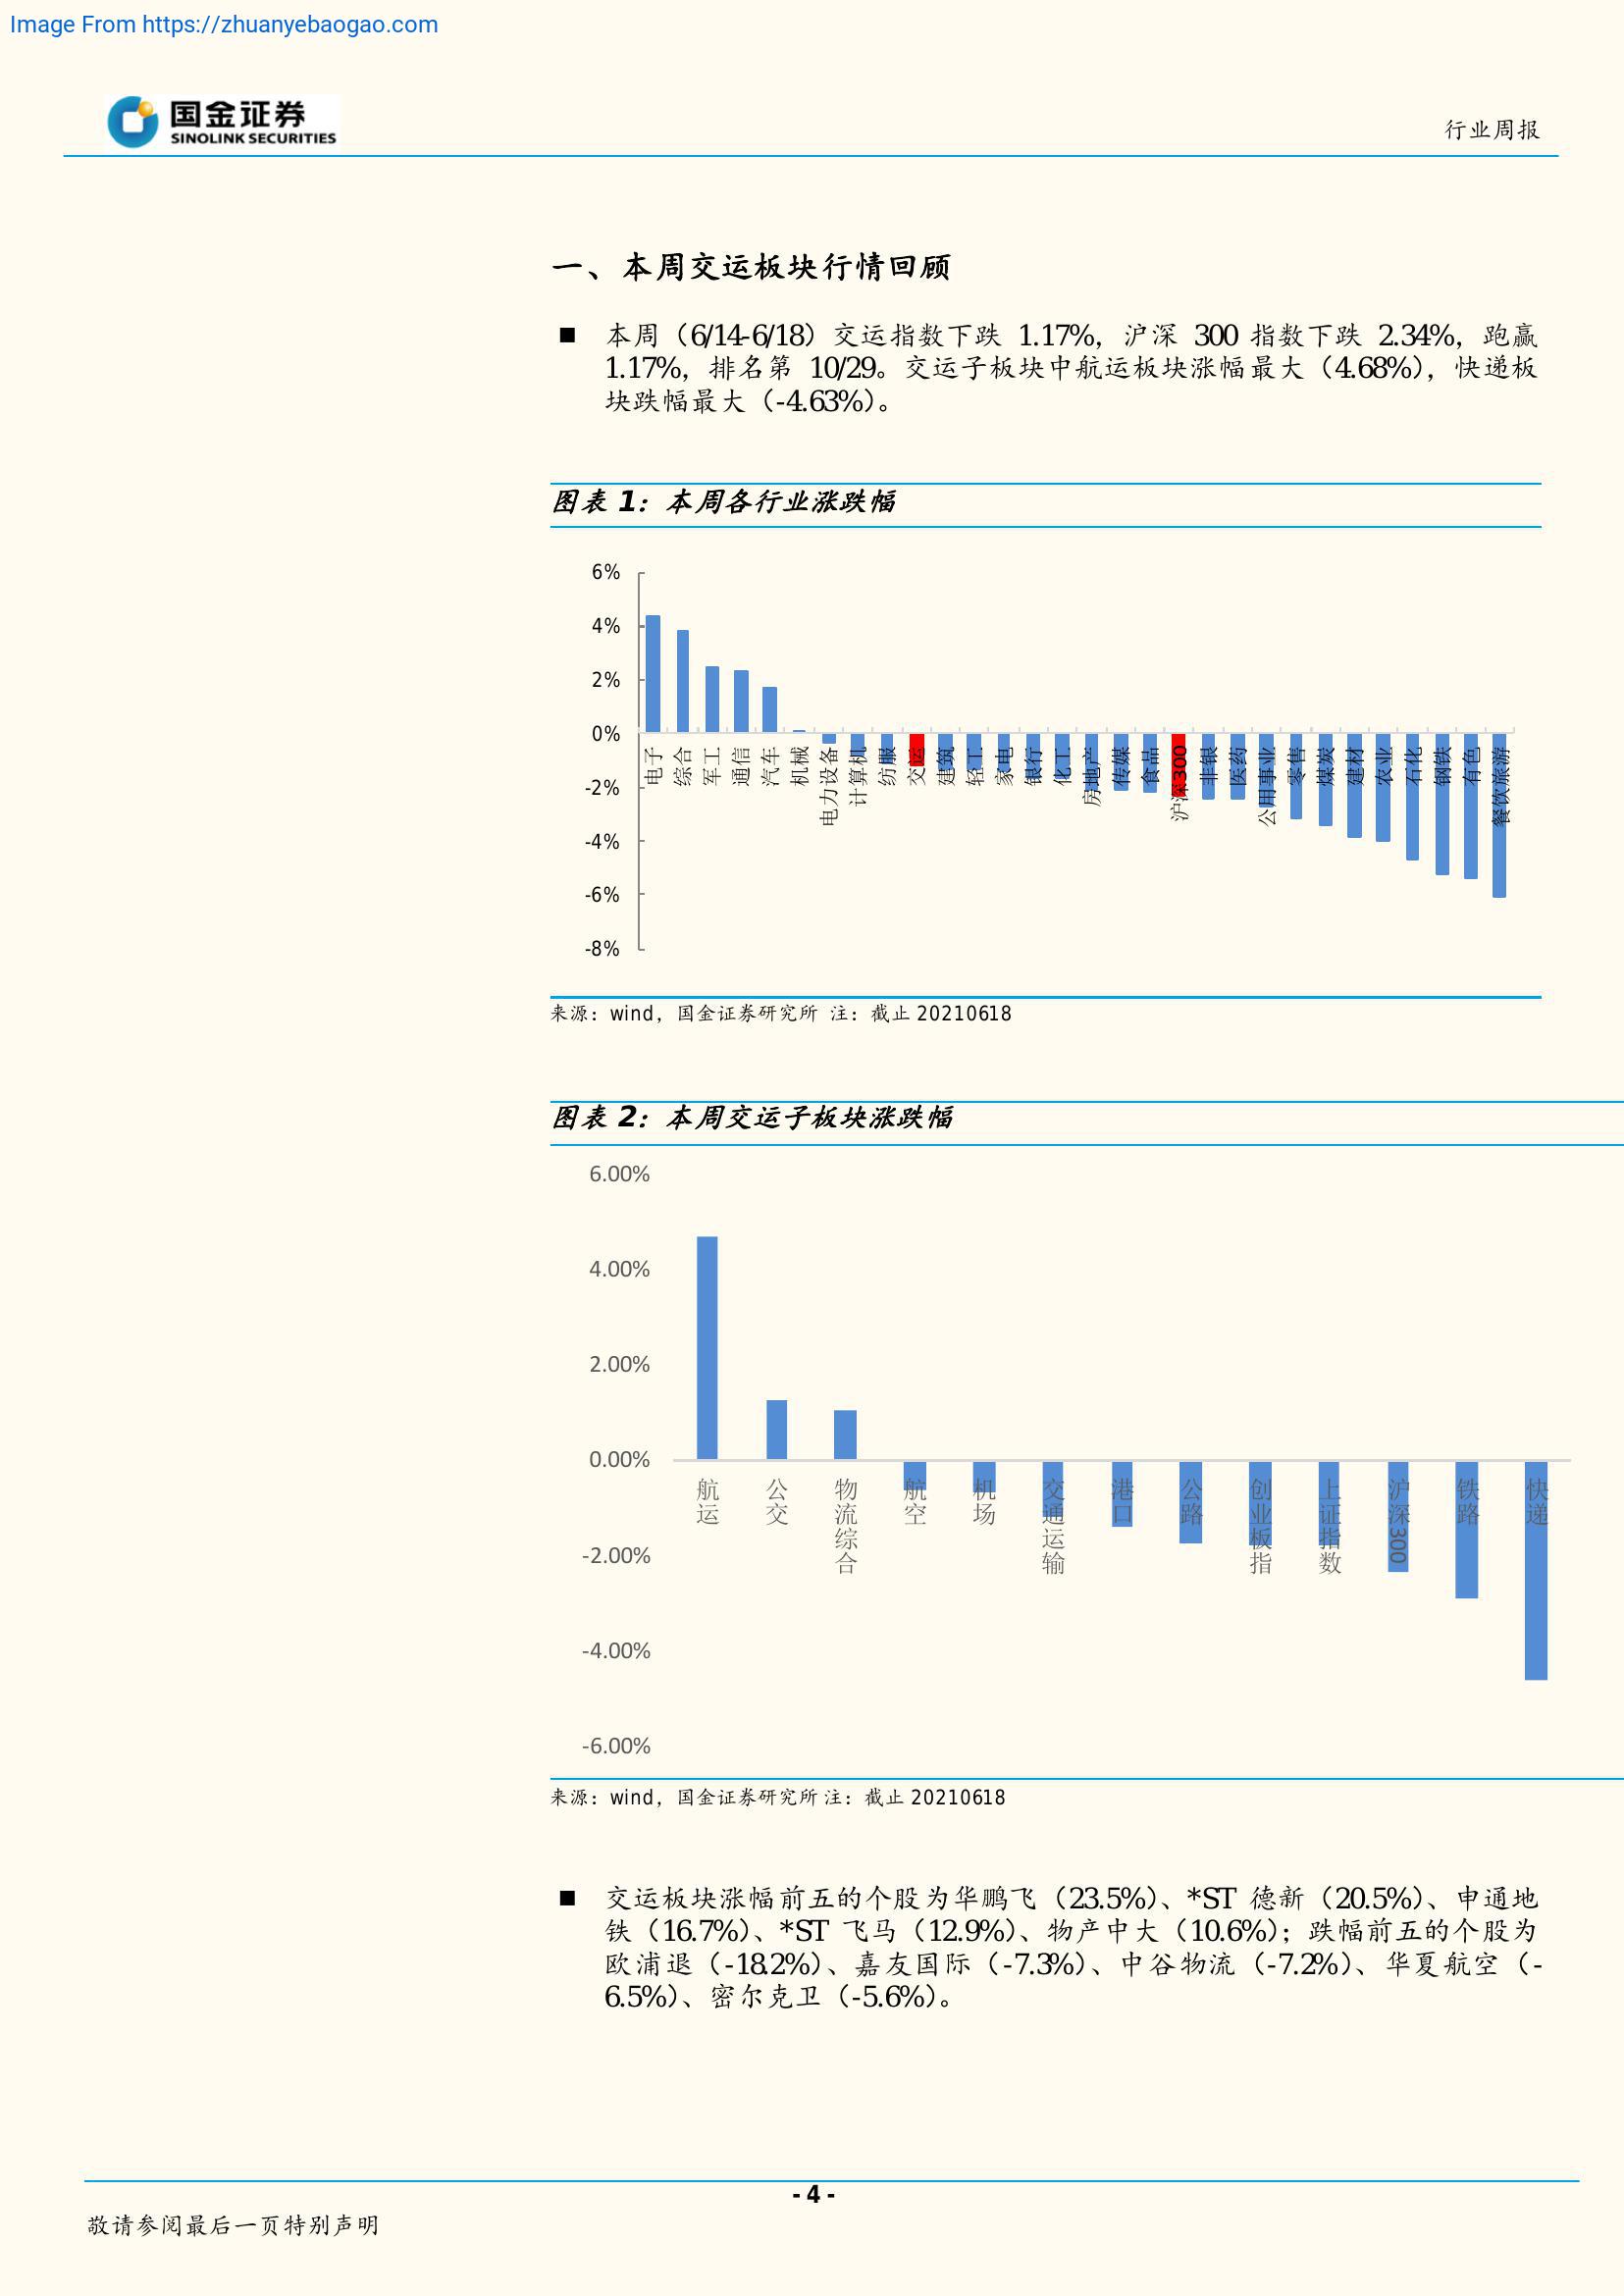 Image From https://zhuanyebaogao.com
国金证券
SINOLINK SECURITIES
行业周报
一、本周交运板块行情回顾
■ 本周（6/14-6/18）交运指数下跌 1.17%，沪深 300 指数下跌 2.34%，跑赢
1.17%，排名第 10/29。交运子板块中航运板块涨幅最大（4.68%），快递板
块跌幅最大（-4.63%）。
图表 1：本周各行业涨跌幅
6%
4%
2%
0%
-2%
-4%
-6%
-8%
电子
综合
军工
通信
汽车
机械
电力设备
计算机
纺服
交运
建筑
轻工
家电
银行
化工
房地产
传媒
食品
沪深300
非银
医药
公用事业
零售
煤炭
建材
农业
石化
钢铁
有色
餐饮旅游
来源：wind，国金证券研究所 注：截止 20210618
图表 2：本周交运子板块涨跌幅
6.00%
4.00%
2.00%
0.00%
-2.00%
-4.00%
-6.00%
航运
公交
物流综合
航空
机场
交通运输
港口
公路
创业板指
上证指数
沪深300
铁路
快递
来源：wind，国金证券研究所 注：截止 20210618
■ 交运板块涨幅前五的个股为华鹏飞（23.5%）、*ST 德新（20.5%）、申通地
铁（16.7%）、*ST 飞马（12.9%）、物产中大（10.6%）；跌幅前五的个股为
欧浦退（-18.2%）、嘉友国际（-7.3%）、中谷物流（-7.2%）、华夏航空（-
6.5%）、密尔克卫（-5.6%）。
- 4 -
敬请参阅最后一页特别声明